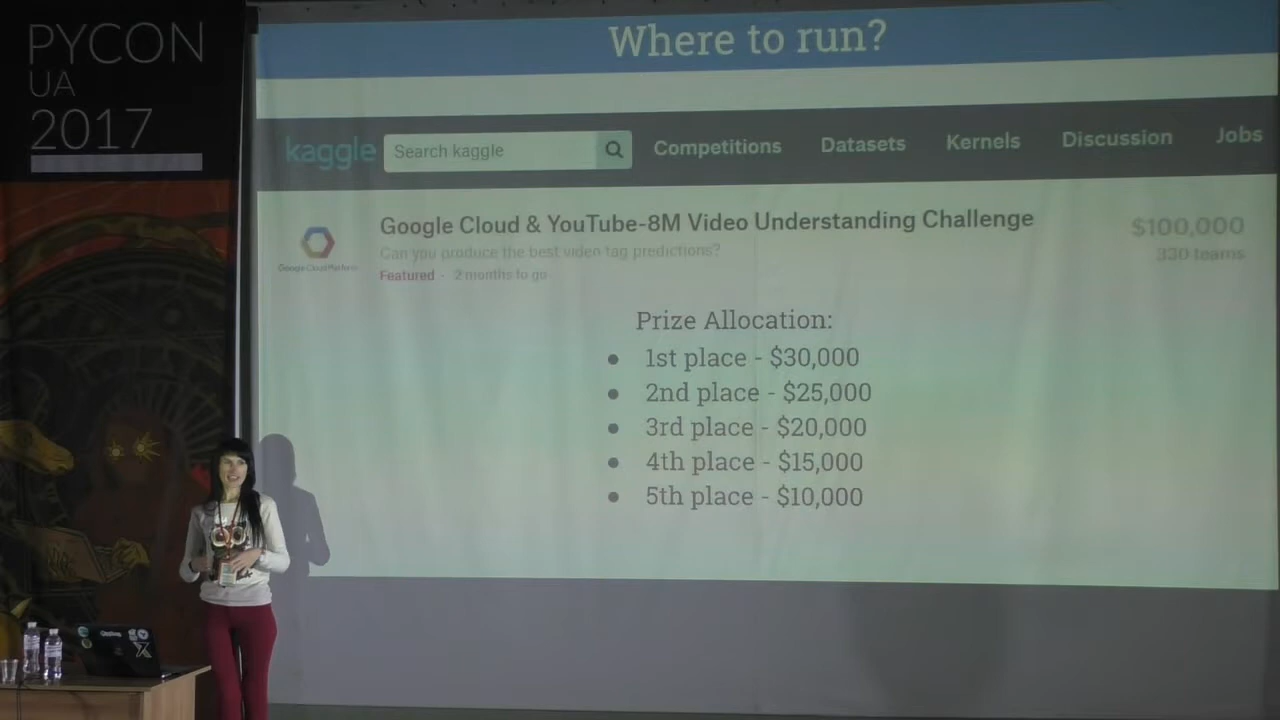 PYCON
UA
2017
Where to run?
kaggle
Search kaggle
Competitions
Datasets
Kernels
Discussion
Jobs
Google Cloud & YouTube-8M Video Understanding Challenge
$100,000
Can you produce the best video tag predictions?
330 teams
Google Cloud Platform
Featured · 2 months to go
Prize Allocation:
● 1st place - $30,000
● 2nd place - $25,000
● 3rd place - $20,000
● 4th place - $15,000
● 5th place - $10,000